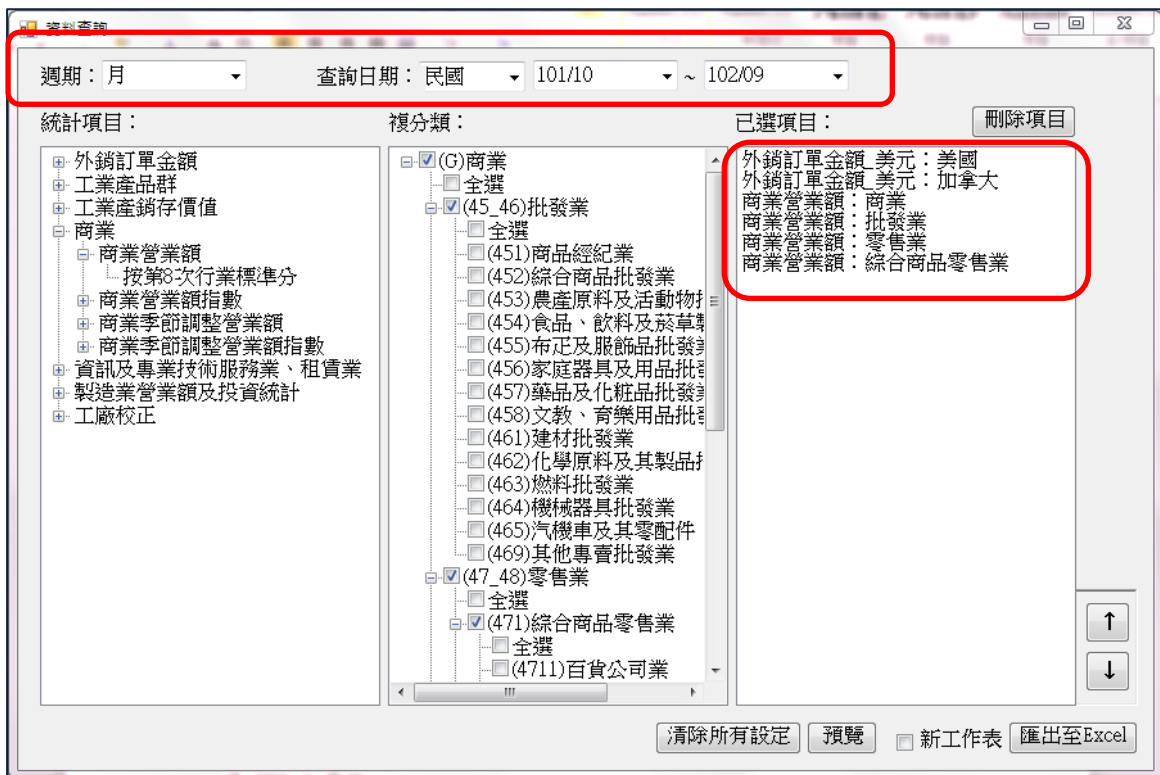 資料查詢
週期：月 查詢日期：民國 101/10 ~ 102/09
統計項目：
外銷訂單金額
工業產品群
工業產銷存價值
商業
商業營業額
按第8次行業標準分
商業營業額指數
商業季節調整營業額
商業季節調整營業額指數
資訊及專業技術服務業、租賃業
製造業營業額及投資統計
工廠校正
複分類：
(G)商業
全選
(45_46)批發業
全選
(451)商品經紀業
(452)綜合商品批發業
(453)農產原料及活動物
(454)食品、飲料及菸草
(455)布疋及服飾品批發
(456)家庭器具及用品批
(457)藥品及化粧品批發
(458)文教、育樂用品批
(461)建材批發業
(462)化學原料及其製品
(463)燃料批發業
(464)機械器具批發業
(465)汽機車及其零配件
(469)其他專賣批發業
(47_48)零售業
全選
(471)綜合商品零售業
全選
(4711)百貨公司業
已選項目：
刪除項目
外銷訂單金額_美元：美國
外銷訂單金額_美元：加拿大
商業營業額：商業
商業營業額：批發業
商業營業額：零售業
商業營業額：綜合商品零售業
↑
↓
清除所有設定 預覽 新工作表 匯出至Excel